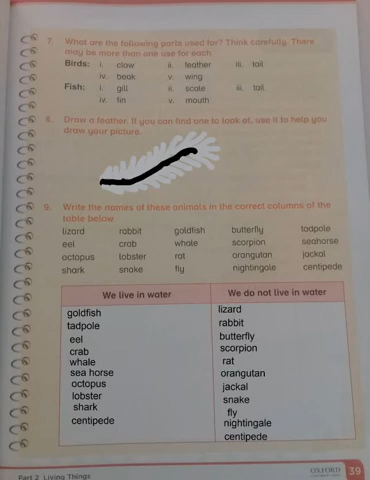 7. What are the following parts used for? Think carefully. There
may be more than one use for each.
Birds: i. claw ii. feather iii. tail
iv. beak v. wing
Fish: i. gill ii. scale iii. tail
iv. fin v. mouth
8. Draw a feather. If you can find one to look at, use it to help you
draw your picture.
9. Write the names of these animals in the correct columns of the
table below.
lizard rabbit goldfish butterfly tadpole
eel crab whale scorpion seahorse
octopus lobster rat orangutan jackal
shark snake fly nightingale centipede
We live in water We do not live in water
goldfish lizard
tadpole rabbit
eel butterfly
crab scorpion
whale rat
sea horse orangutan
octopus jackal
lobster snake
shark fly
centipede nightingale
centipede
Part 2 Living Things OXFORD 39